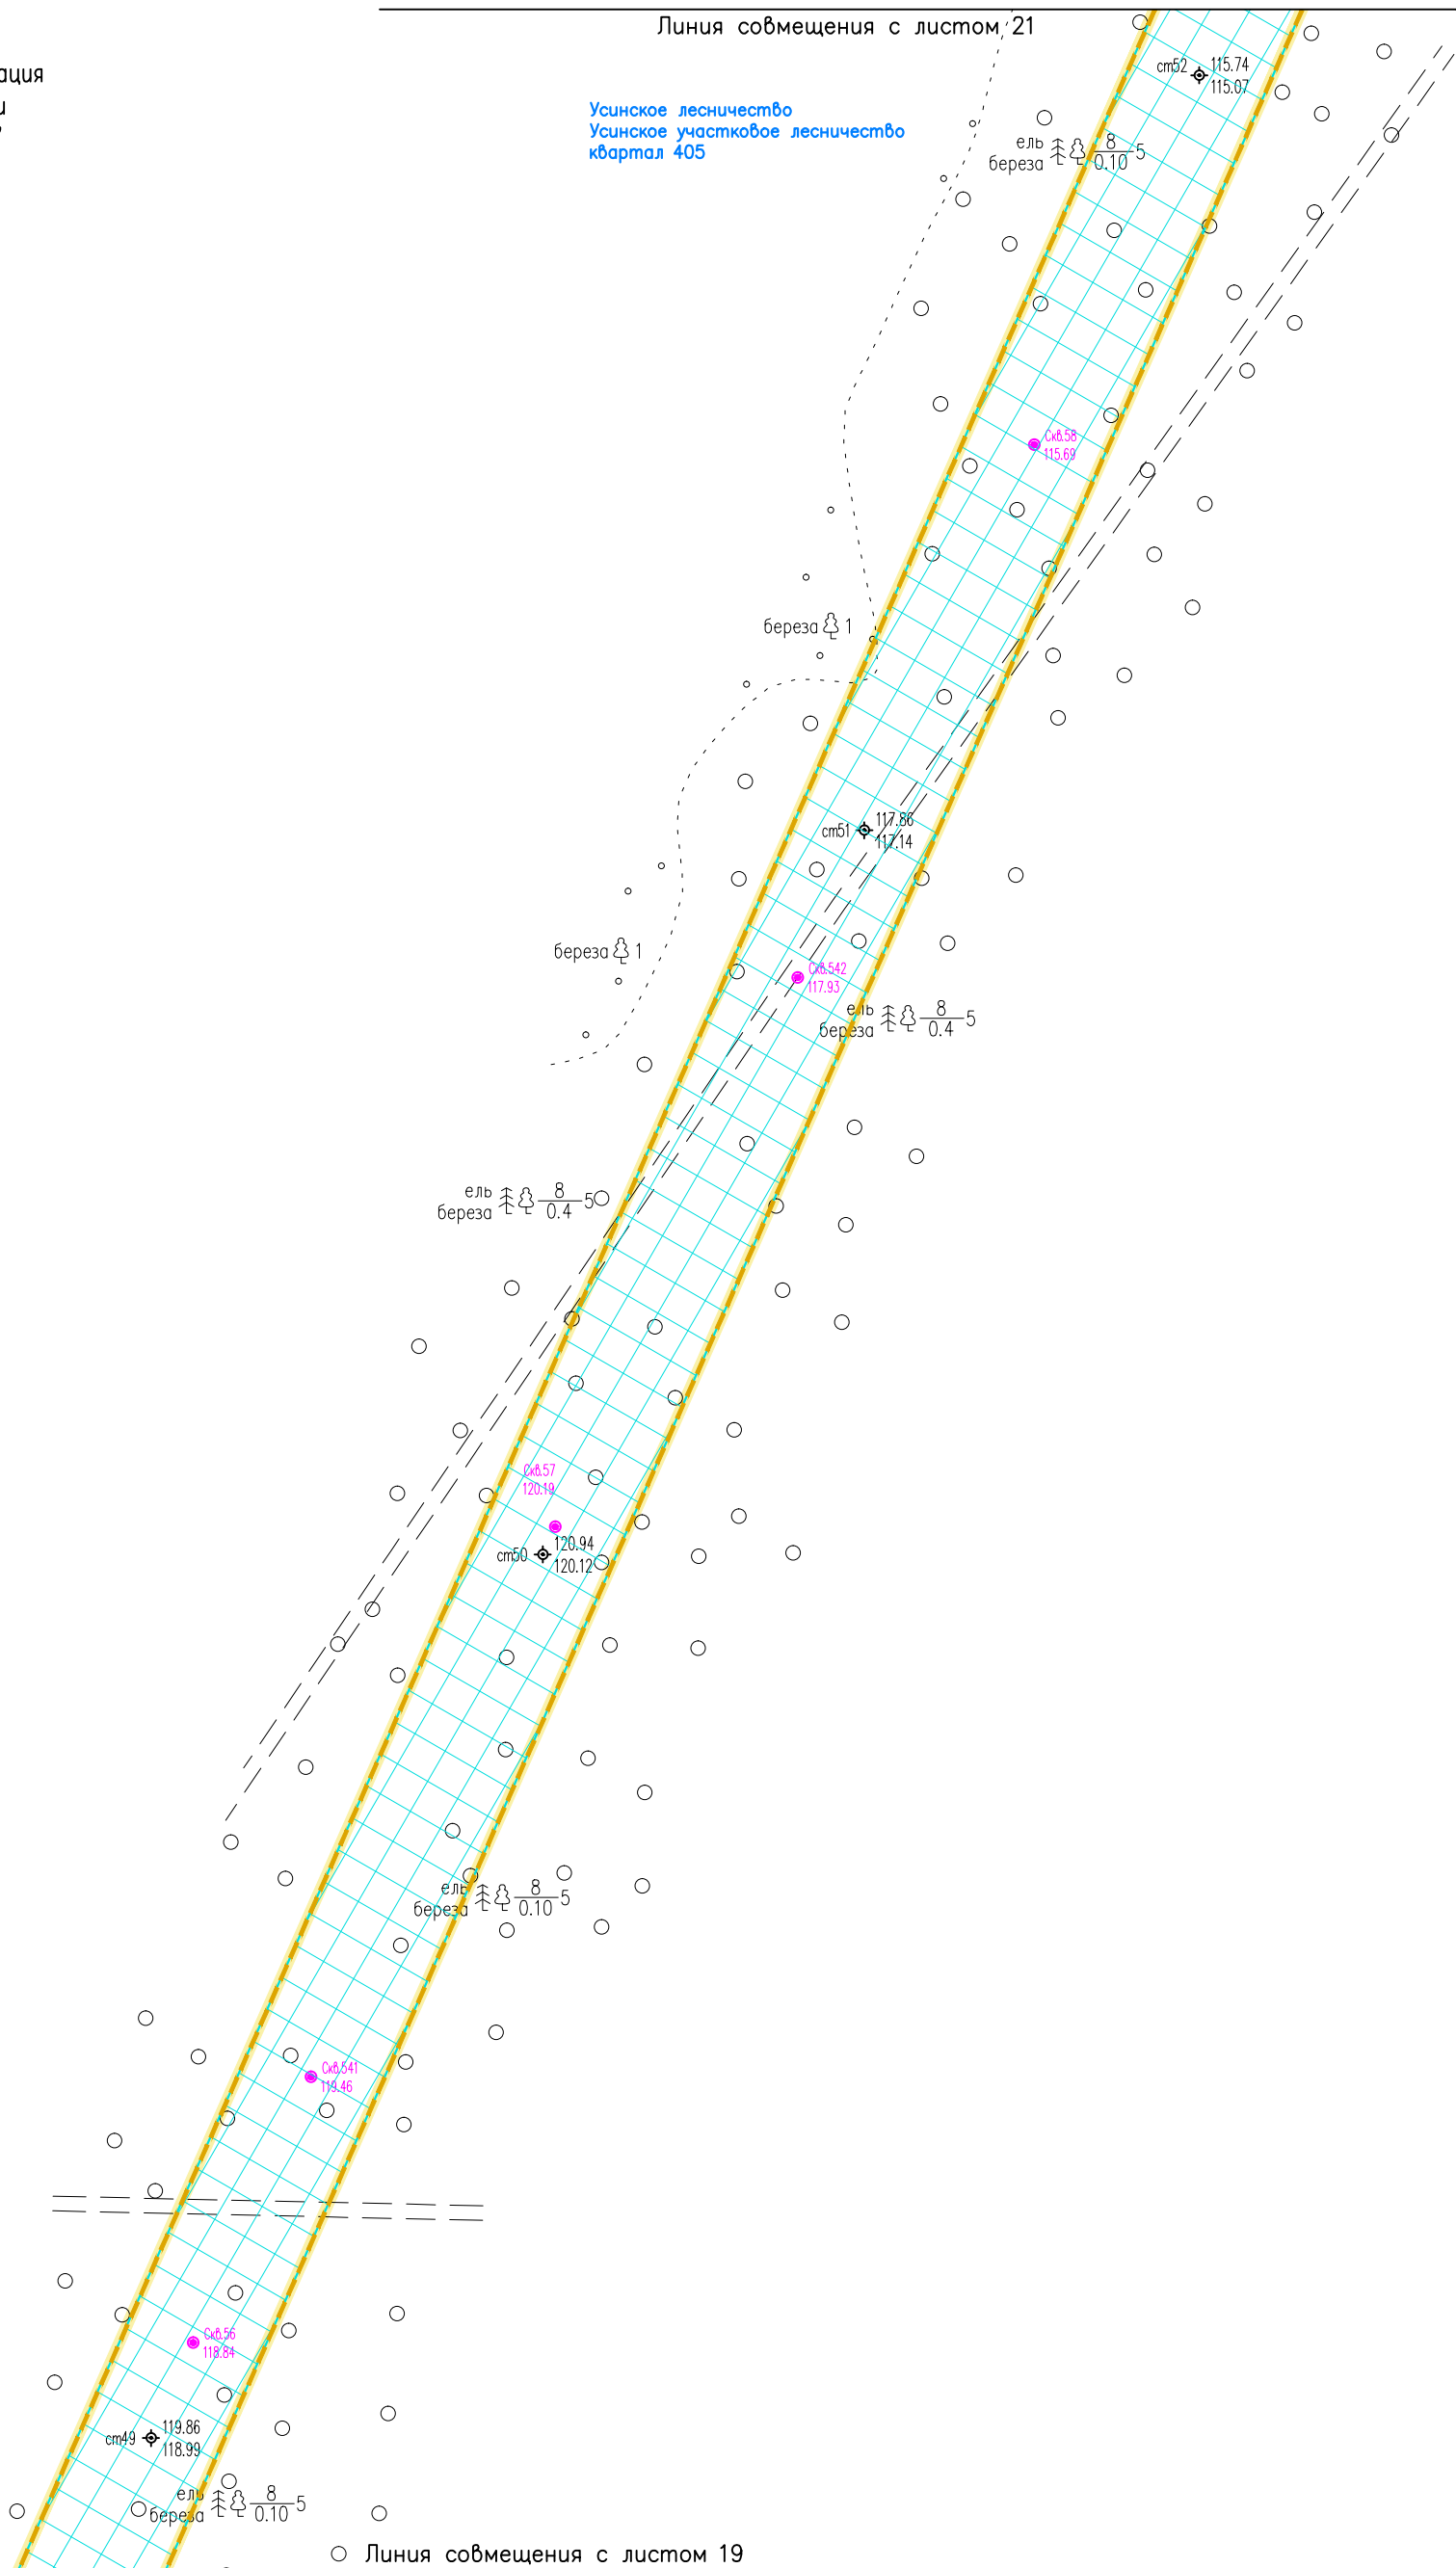 Линия совмещения с листом 21
ация
и
Усинское лесничество
Усинское участковое лесничество
квартал 405
ст52 115.74
115.07
ель 8
береза 0.10 5
Скв.58
115.69
береза 1
ст51 117.86
117.14
береза 1
Скв.542
117.93
ель 8
береза 0.4 5
ель 8
береза 0.4 5
Скв.57
120.19
ст50 120.94
120.12
ель 8
береза 0.10 5
Скв.541
119.46
Скв.56
118.84
ст49 119.86
118.99
ель 8
береза 0.10 5
Линия совмещения с листом 19